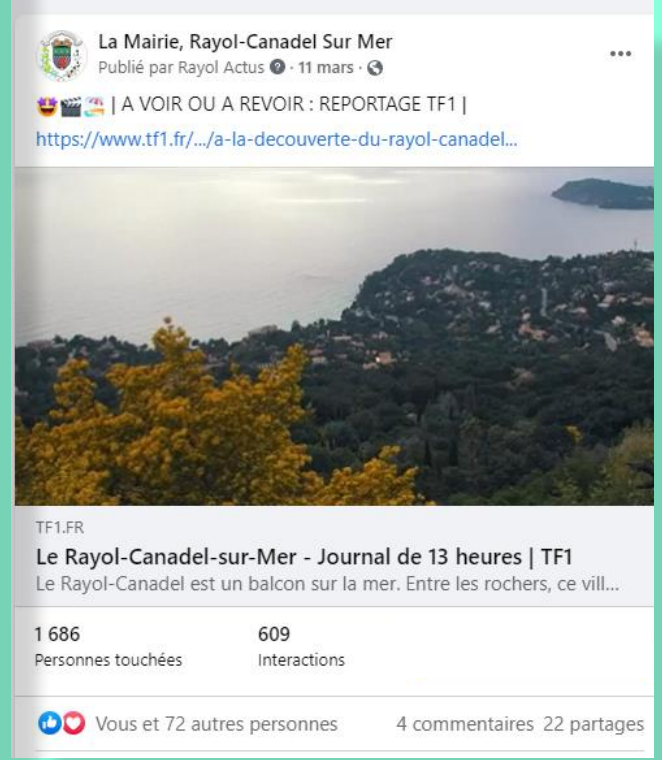 La Mairie, Rayol-Canadel Sur Mer
Publié par Rayol Actus · 11 mars ·
🤩🎬🏖️ | A VOIR OU A REVOIR : REPORTAGE TF1 |
https://www.tf1.fr/.../a-la-decouverte-du-rayol-canadel...
TF1.FR
Le Rayol-Canadel-sur-Mer - Journal de 13 heures | TF1
Le Rayol-Canadel est un balcon sur la mer. Entre les rochers, ce vill...
1 686 609
Personnes touchées Interactions
Vous et 72 autres personnes 4 commentaires 22 partages